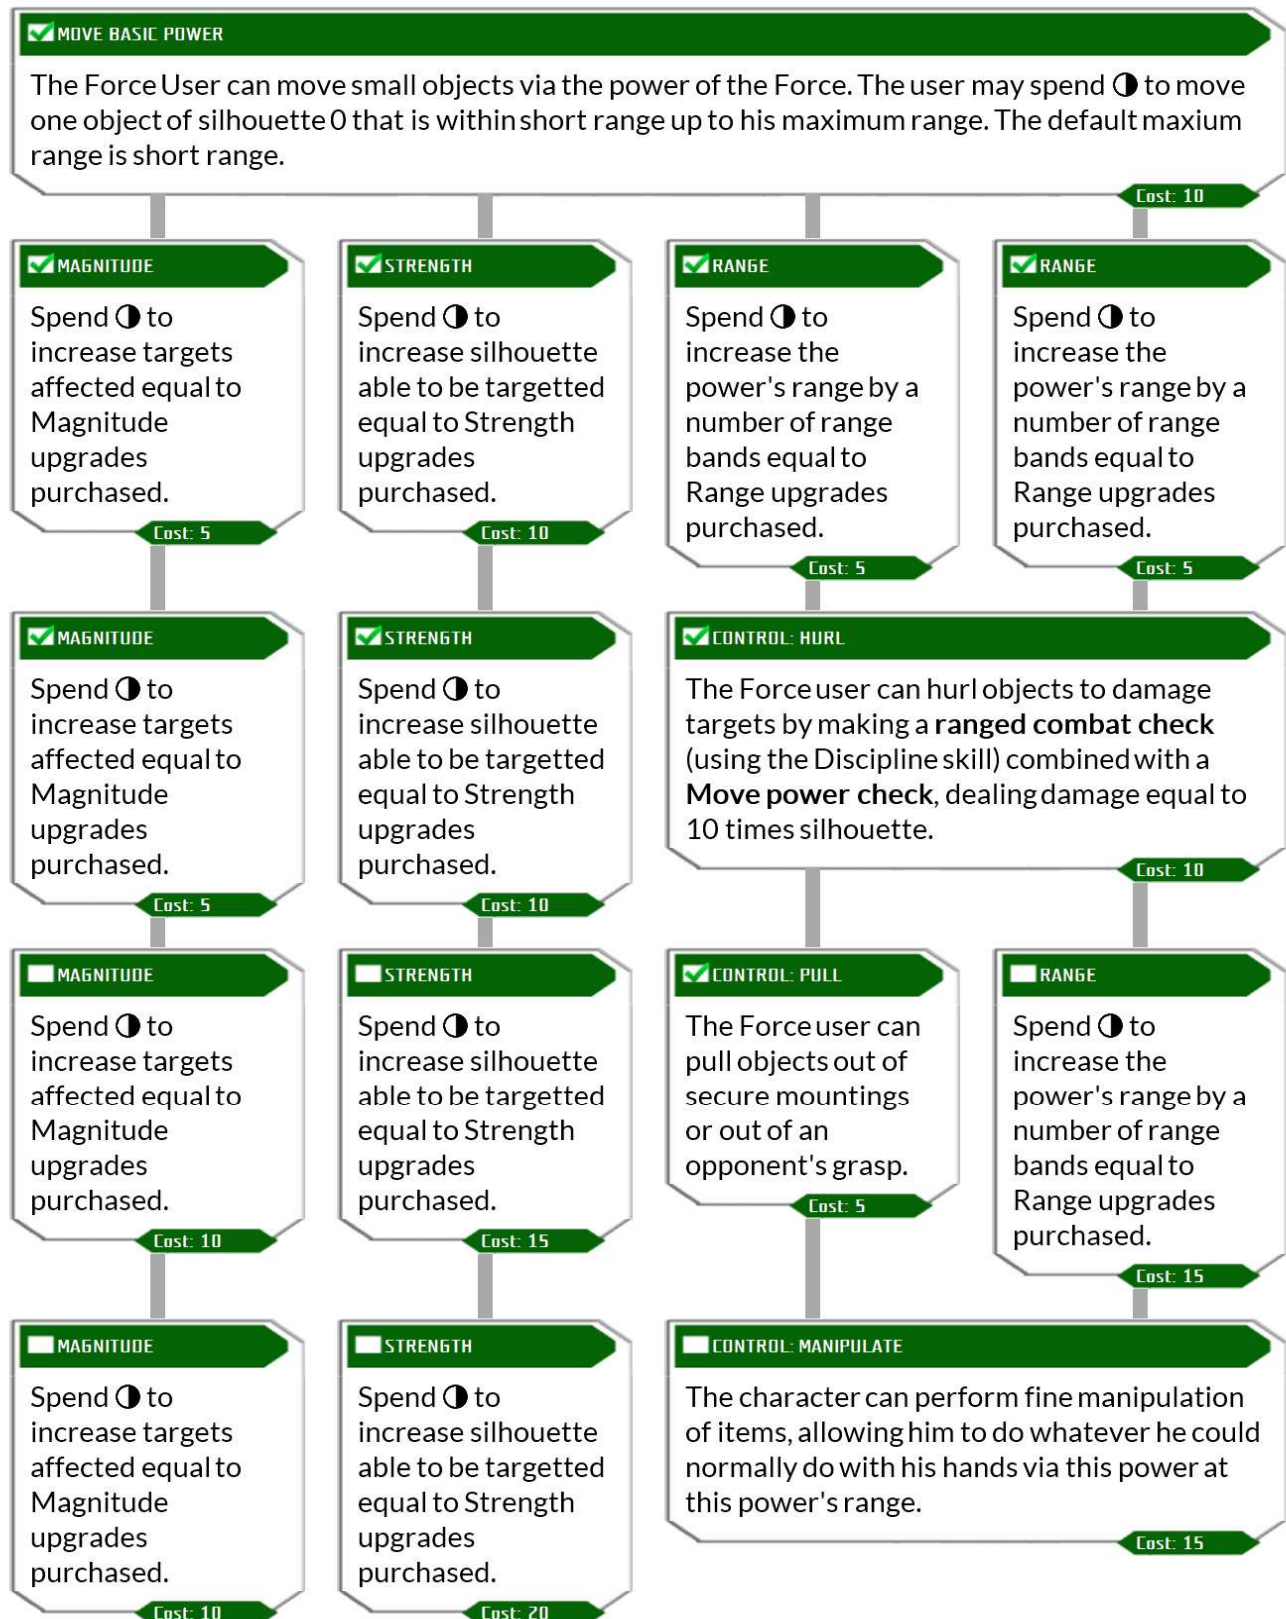 MOVE BASIC POWER
The Force User can move small objects via the power of the Force. The user may spend ◑ to move
one object of silhouette 0 that is within short range up to his maximum range. The default maxium
range is short range.
Cost: 10
MAGNITUDE
Spend ◑ to
increase targets
affected equal to
Magnitude
upgrades
purchased.
Cost: 5
STRENGTH
Spend ◑ to
increase silhouette
able to be targetted
equal to Strength
upgrades
purchased.
Cost: 10
RANGE
Spend ◑ to
increase the
power's range by a
number of range
bands equal to
Range upgrades
purchased.
Cost: 5
RANGE
Spend ◑ to
increase the
power's range by a
number of range
bands equal to
Range upgrades
purchased.
Cost: 5
MAGNITUDE
Spend ◑ to
increase targets
affected equal to
Magnitude
upgrades
purchased.
Cost: 5
STRENGTH
Spend ◑ to
increase silhouette
able to be targetted
equal to Strength
upgrades
purchased.
Cost: 10
CONTROL: HURL
The Force user can hurl objects to damage
targets by making a ranged combat check
(using the Discipline skill) combined with a
Move power check, dealing damage equal to
10 times silhouette.
Cost: 10
MAGNITUDE
Spend ◑ to
increase targets
affected equal to
Magnitude
upgrades
purchased.
Cost: 10
STRENGTH
Spend ◑ to
increase silhouette
able to be targetted
equal to Strength
upgrades
purchased.
Cost: 15
CONTROL: PULL
The Force user can
pull objects out of
secure mountings
or out of an
opponent's grasp.
Cost: 5
RANGE
Spend ◑ to
increase the
power's range by a
number of range
bands equal to
Range upgrades
purchased.
Cost: 15
MAGNITUDE
Spend ◑ to
increase targets
affected equal to
Magnitude
upgrades
purchased.
Cost: 10
STRENGTH
Spend ◑ to
increase silhouette
able to be targetted
equal to Strength
upgrades
purchased.
Cost: 20
CONTROL: MANIPULATE
The character can perform fine manipulation
of items, allowing him to do whatever he could
normally do with his hands via this power at
this power's range.
Cost: 15